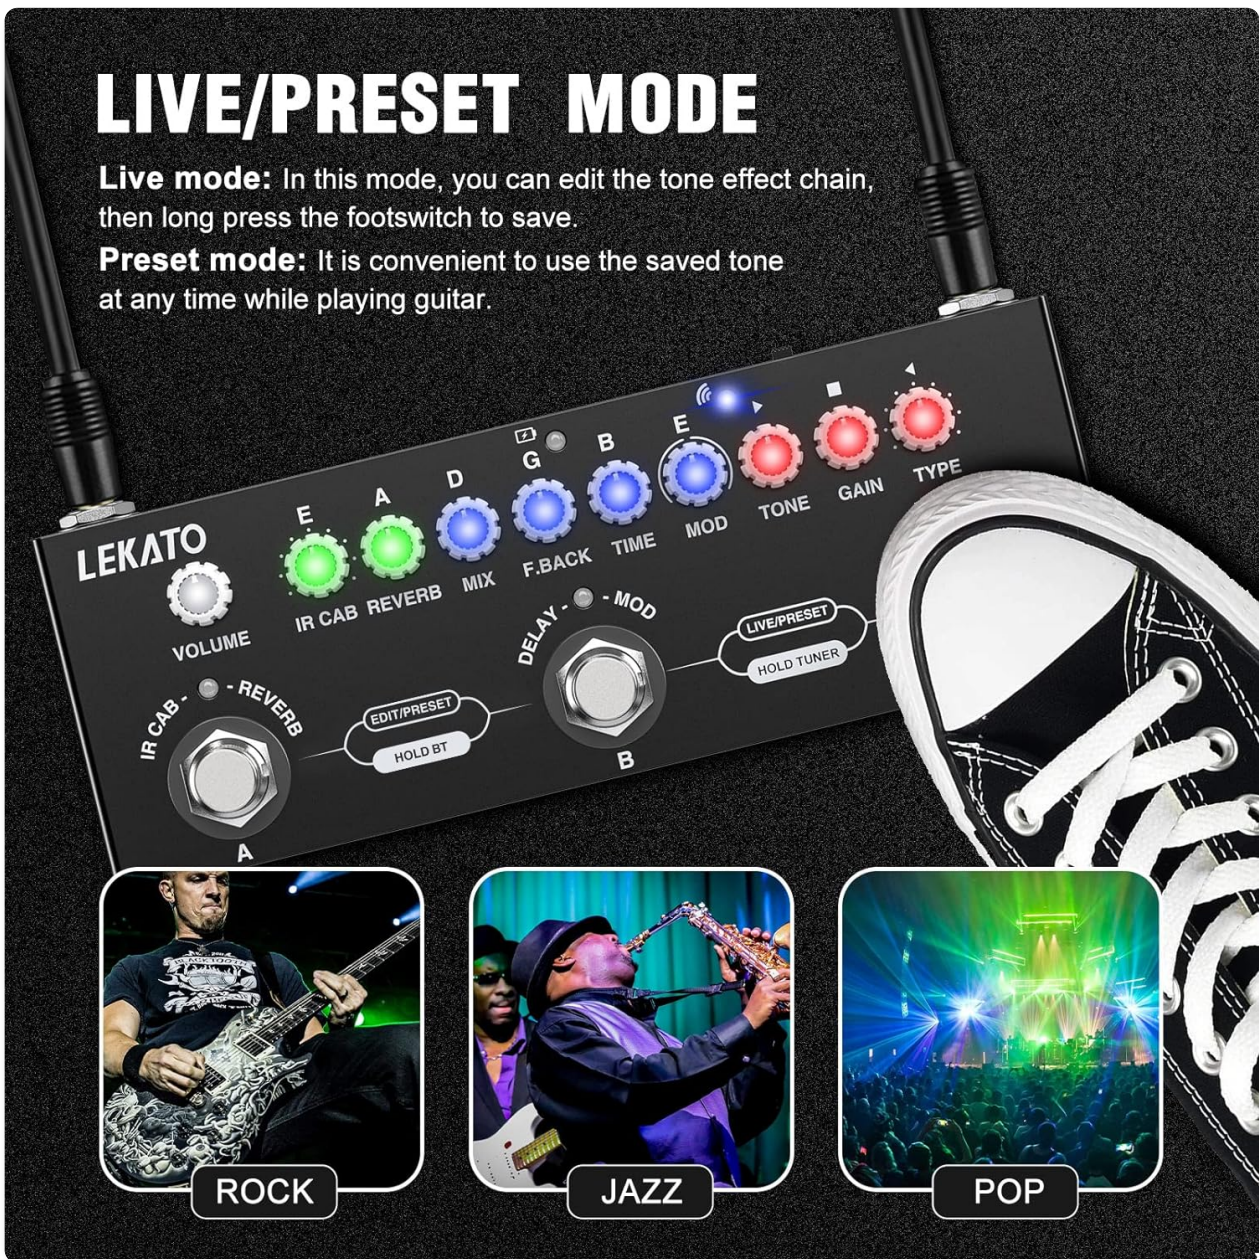 LIVE/PRESET MODE
Live mode: In this mode, you can edit the tone effect chain,
then long press the footswitch to save.
Preset mode: It is convenient to use the saved tone
at any time while playing guitar.
LEKATO
E A D G B E
VOLUME
IR CAB REVERB MIX F.BACK TIME MOD TONE GAIN TYPE
IR CAB - - REVERB
EDIT/PRESET
HOLD BT
A
DELAY - - MOD
LIVE/PRESET
HOLD TUNER
B
BLACKTOOTH
ROCK
JAZZ
POP